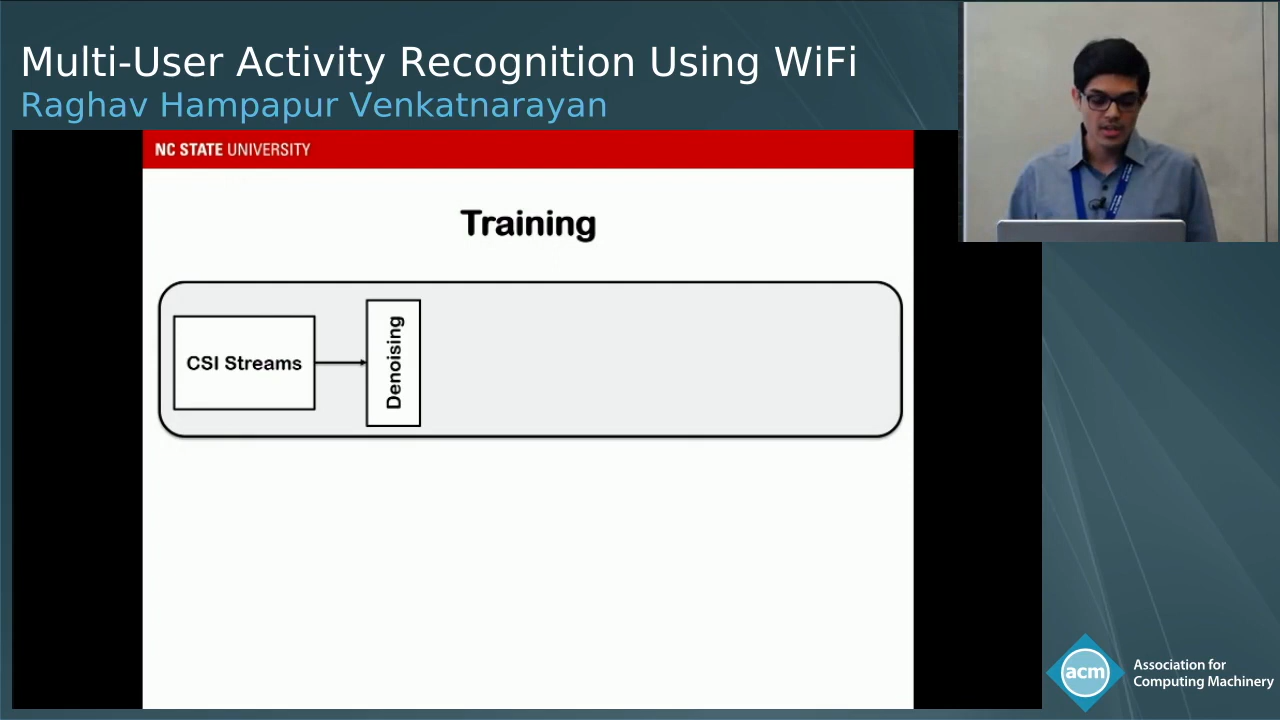 Multi-User Activity Recognition Using WiFi
Raghav Hampapur Venkatnarayan
NC STATE UNIVERSITY
Training
CSI Streams
Denoising
acm
Association for
Computing Machinery